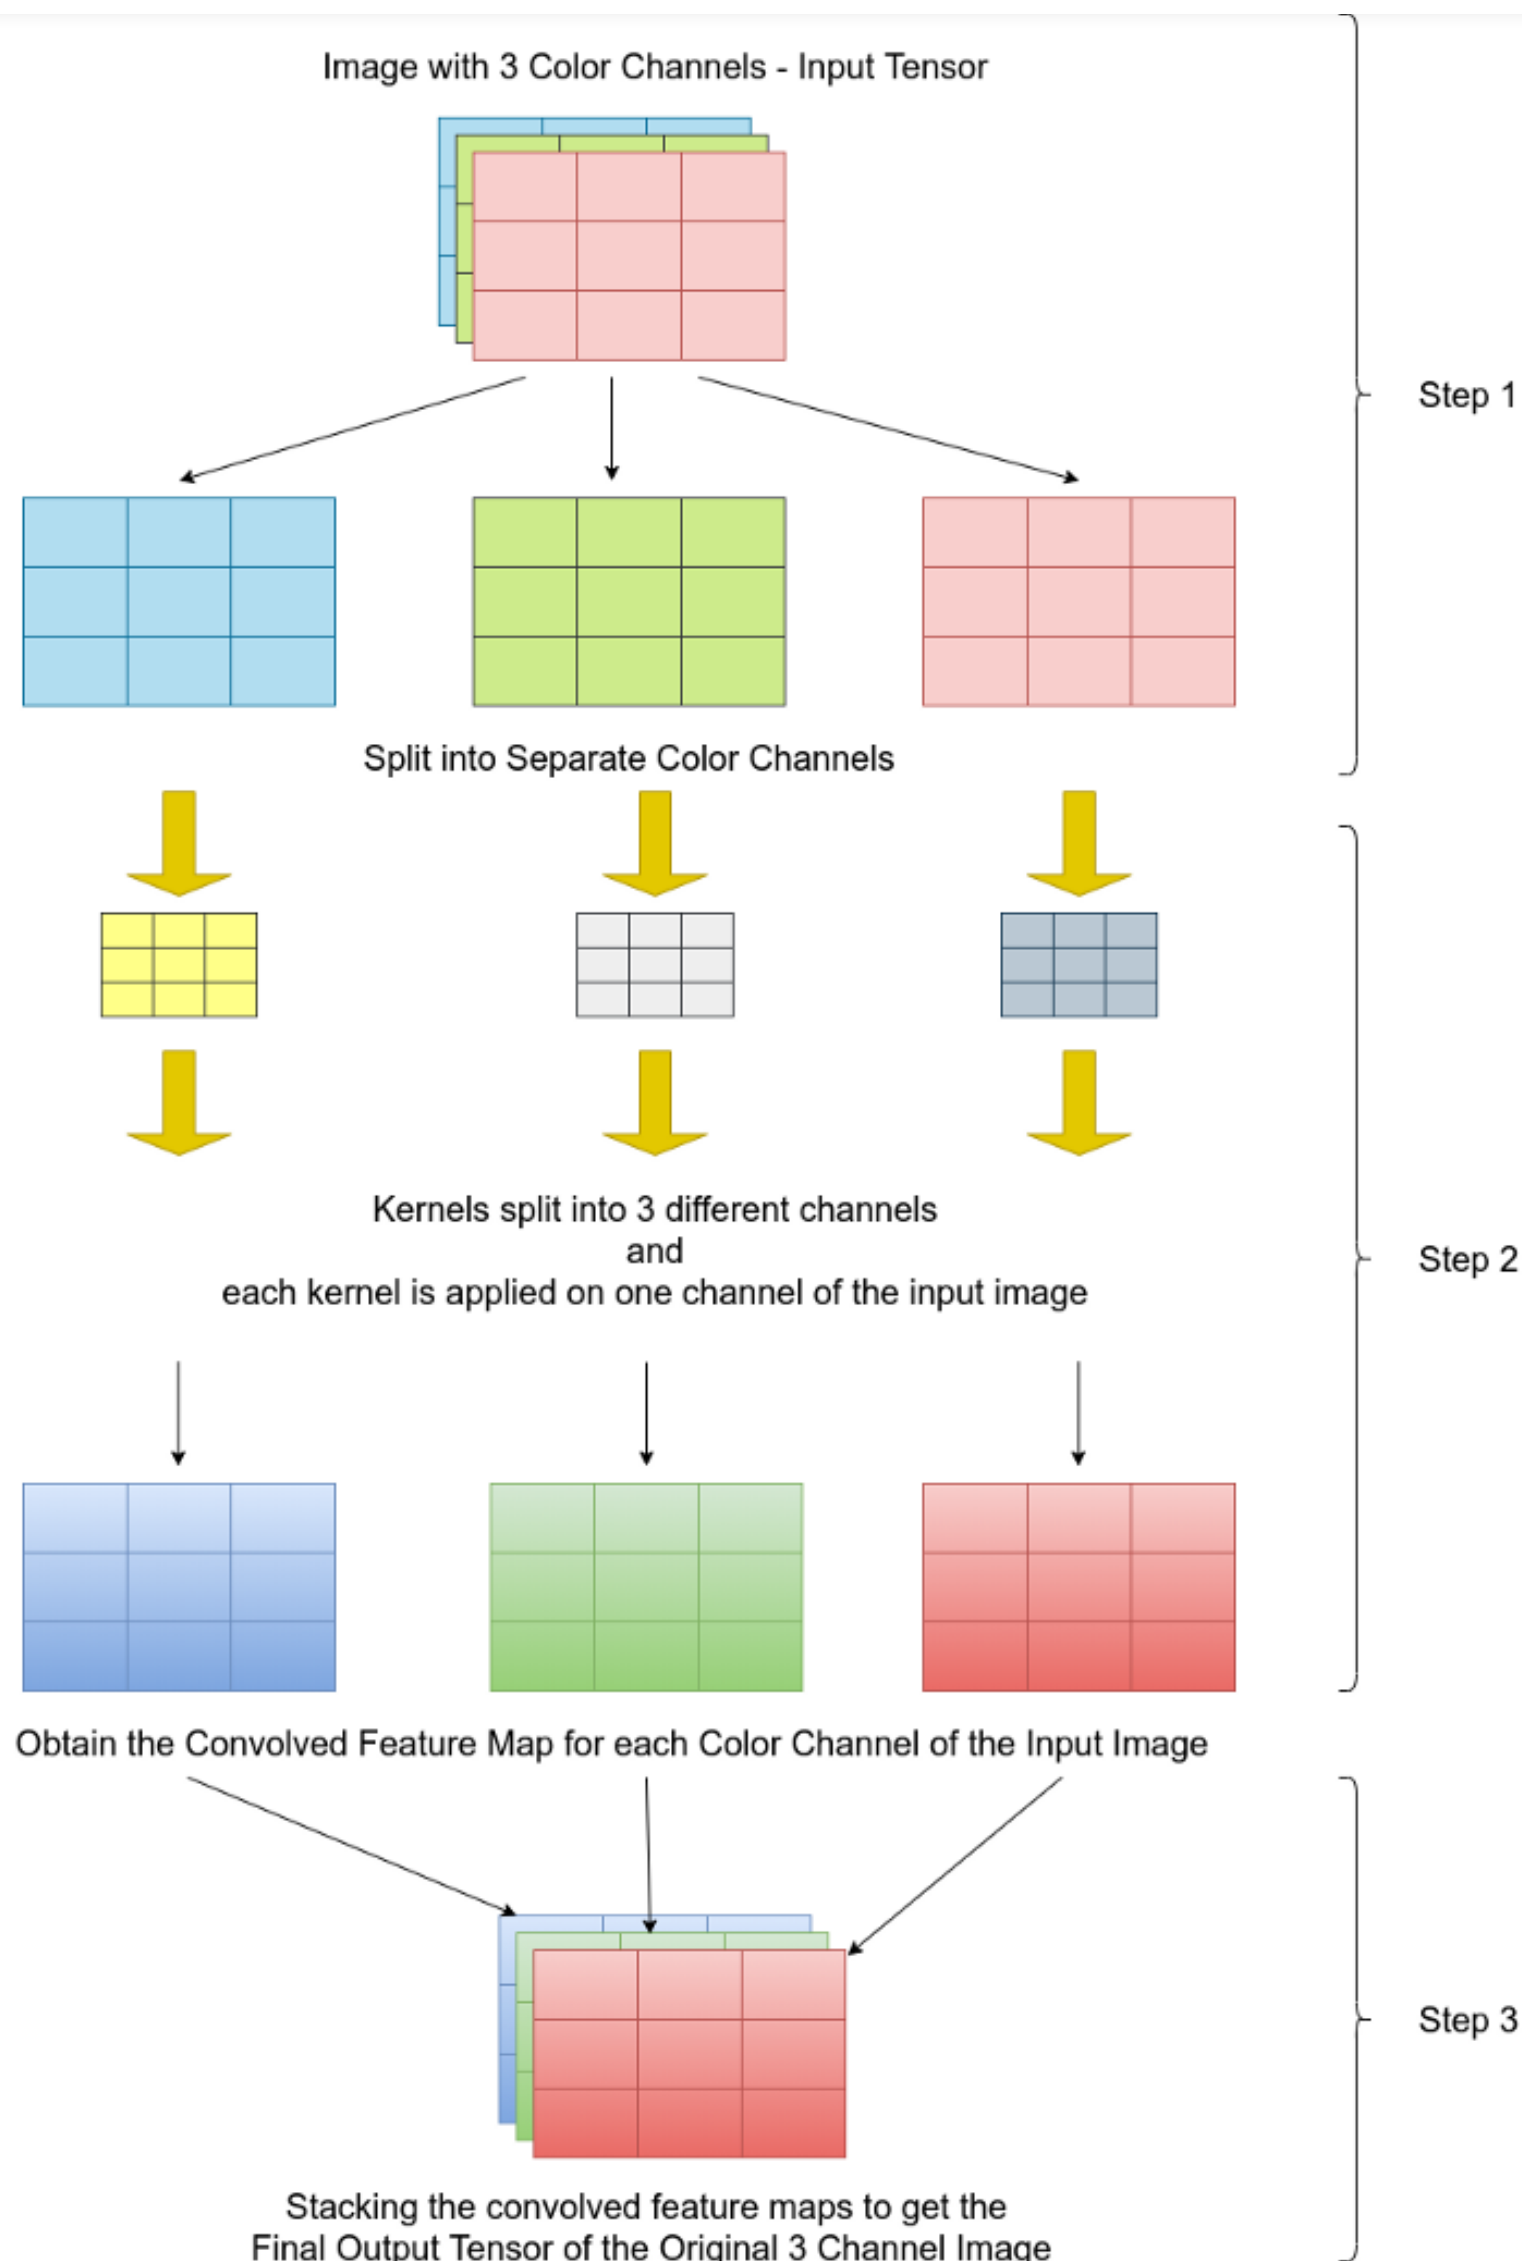 Image with 3 Color Channels - Input Tensor
Step 1
Split into Separate Color Channels
Kernels split into 3 different channels
and
each kernel is applied on one channel of the input image
Step 2
Obtain the Convolved Feature Map for each Color Channel of the Input Image
Step 3
Stacking the convolved feature maps to get the
Final Output Tensor of the Original 3 Channel Image